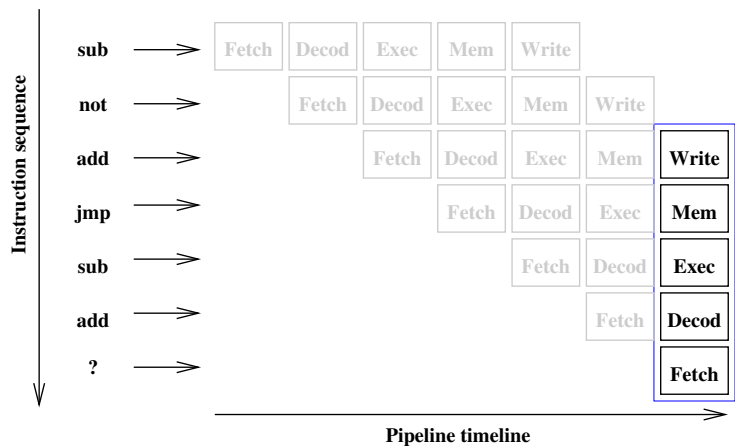 sub Fetch Decod Exec Mem Write
not Fetch Decod Exec Mem Write
add Fetch Decod Exec Mem Write
jmp Fetch Decod Exec Mem
sub Fetch Decod Exec
add Fetch Decod
? Fetch
Instruction sequence
Pipeline timeline